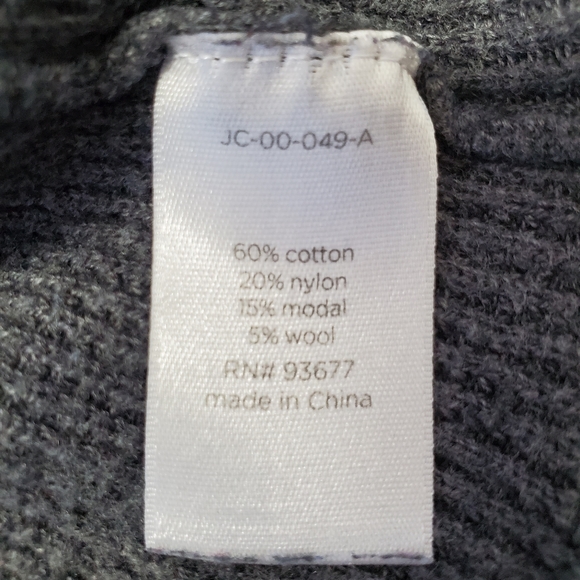 JC-00-049-A
60% cotton
20% nylon
15% modal
5% wool
RN# 93677
made in China